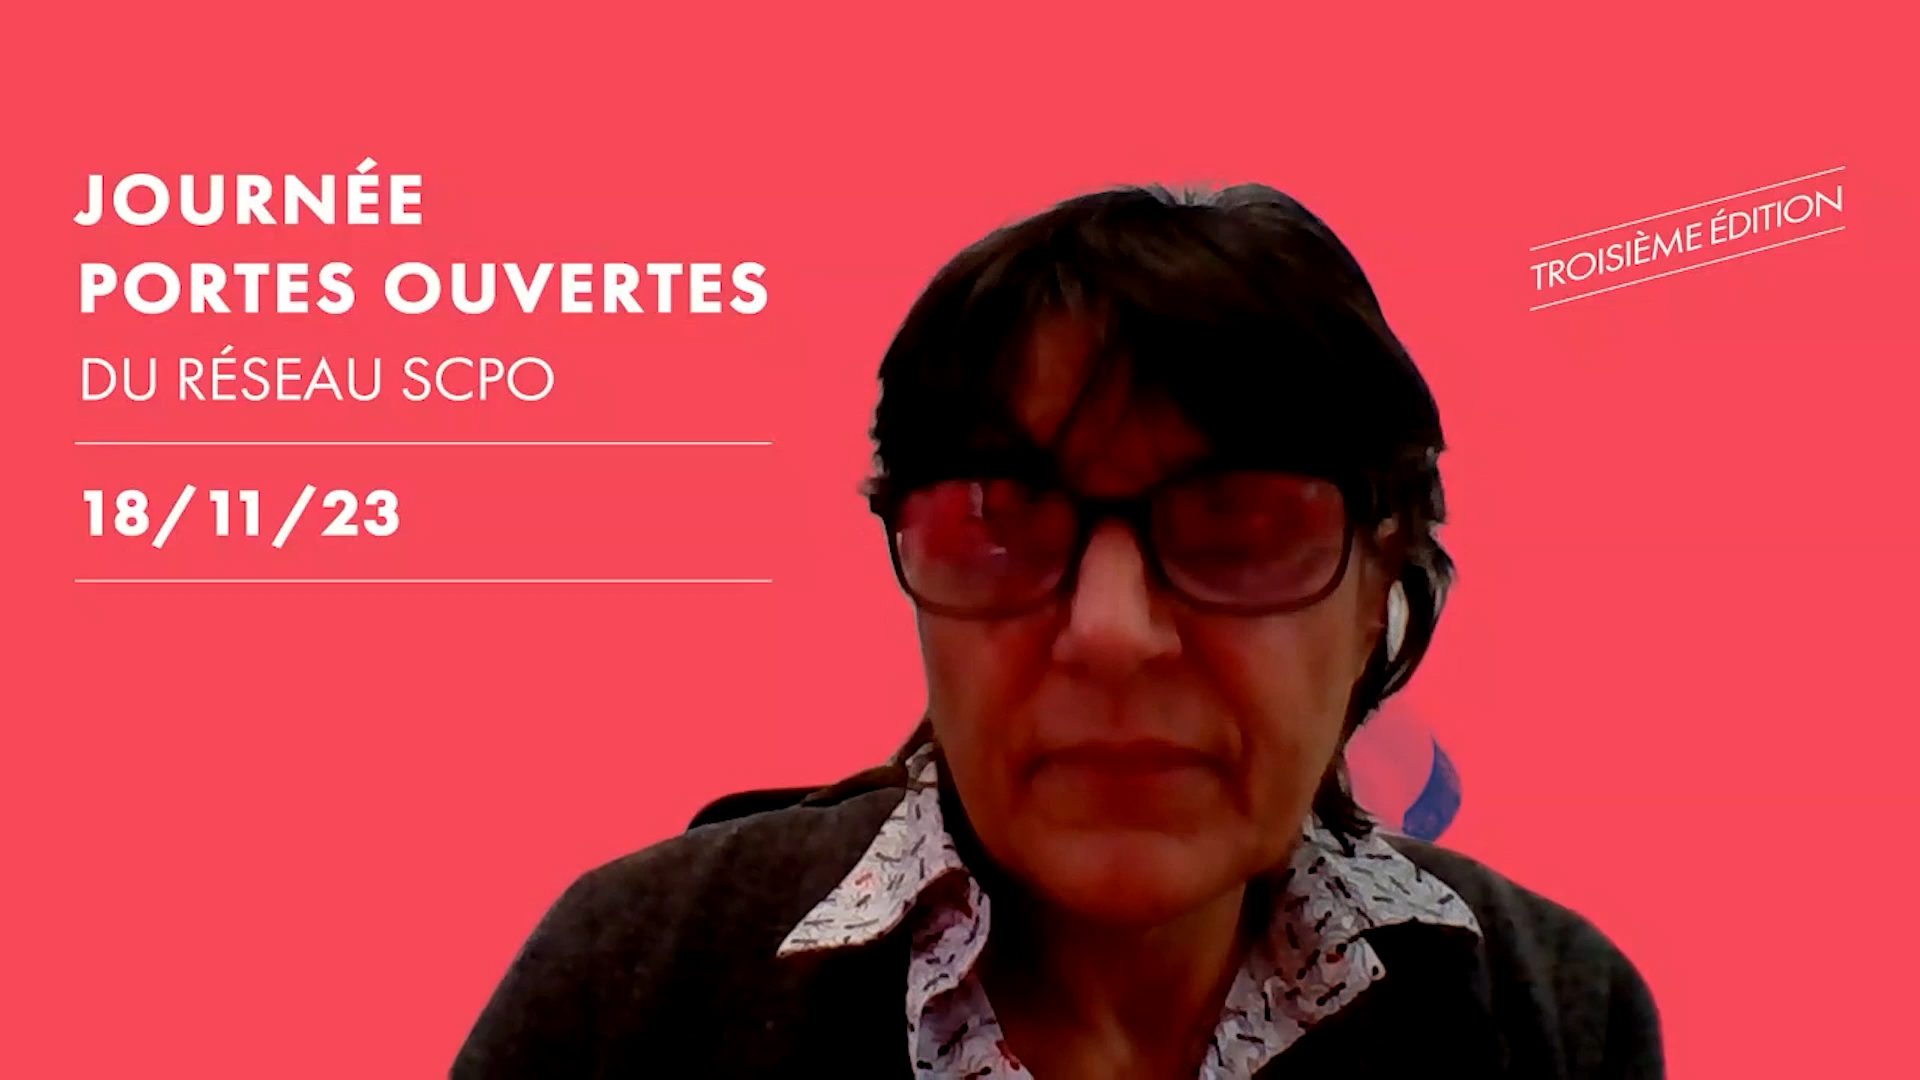 JOURNÉE
PORTES OUVERTES
DU RÉSEAU SCPO
18/11/23
TROISIÈME ÉDITION